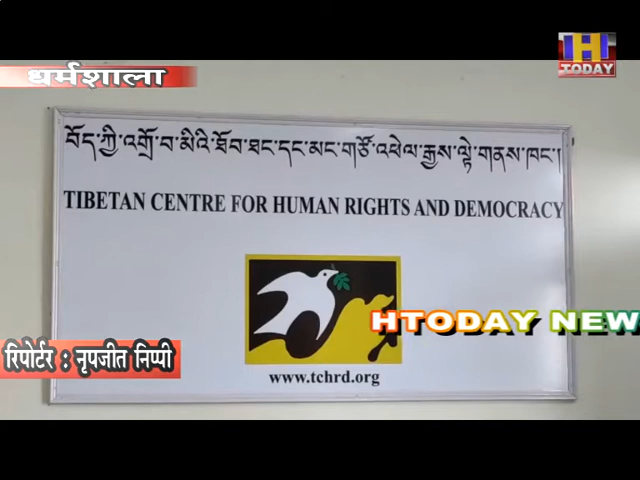 धर्मशाला
H
TODAY
བོད་ཀྱི་འགྲོ་བ་མིའི་ཐོབ་ཐང་དང་མང་གཙོ་འཕེལ་རྒྱས་ལྟེ་གནས་ཁང་།
TIBETAN CENTRE FOR HUMAN RIGHTS AND DEMOCRACY
HTODAY NEW
रिपोर्टर : नृपजीत निप्पी
www.tchrd.org